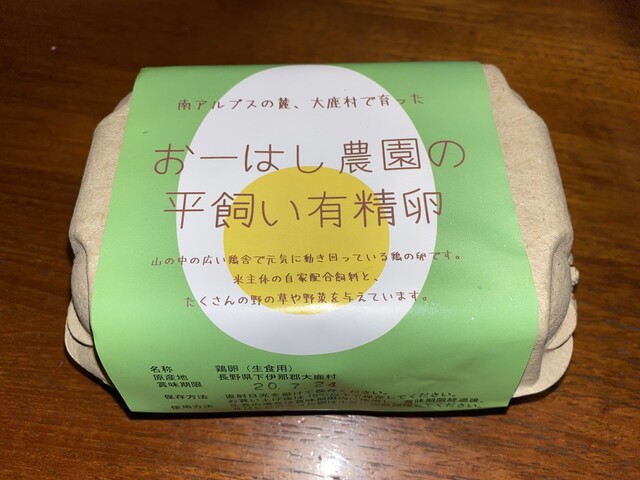 南アルプスの麓、大鹿村で育った
おーはし農園の
平飼い有精卵
山の中の広い鶏舎で元気に動き回っている鶏の卵です。
米主体の自家配合飼料と、
たくさんの野の草や野菜を与えています。
名称 鶏卵（生食用）
原産地 長野県下伊那郡大鹿村
賞味期限 20.7.24
保存方法
使用方法